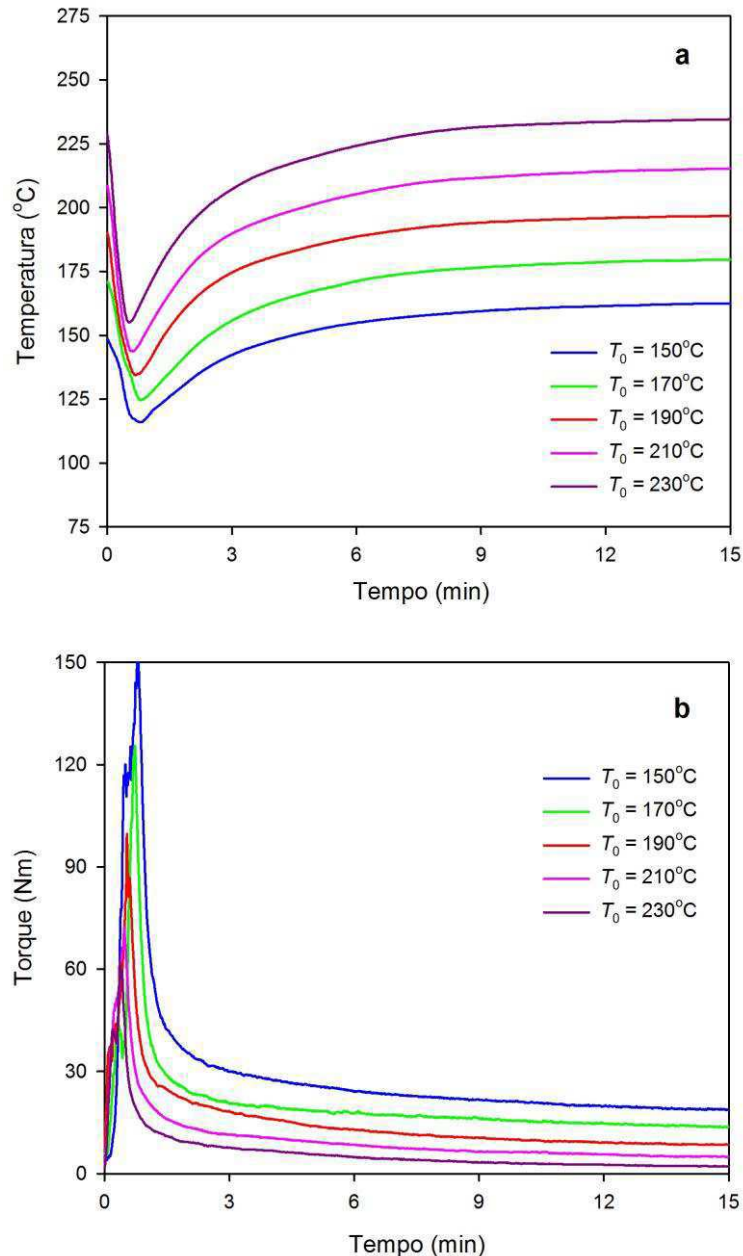 275
250
225
200
175
150
125
100
75
Temperatura (°C)
a
T₀ = 150°C
T₀ = 170°C
T₀ = 190°C
T₀ = 210°C
T₀ = 230°C
0 3 6 9 12 15
Tempo (min)
150
120
90
60
30
0
Torque (Nm)
b
T₀ = 150°C
T₀ = 170°C
T₀ = 190°C
T₀ = 210°C
T₀ = 230°C
0 3 6 9 12 15
Tempo (min)